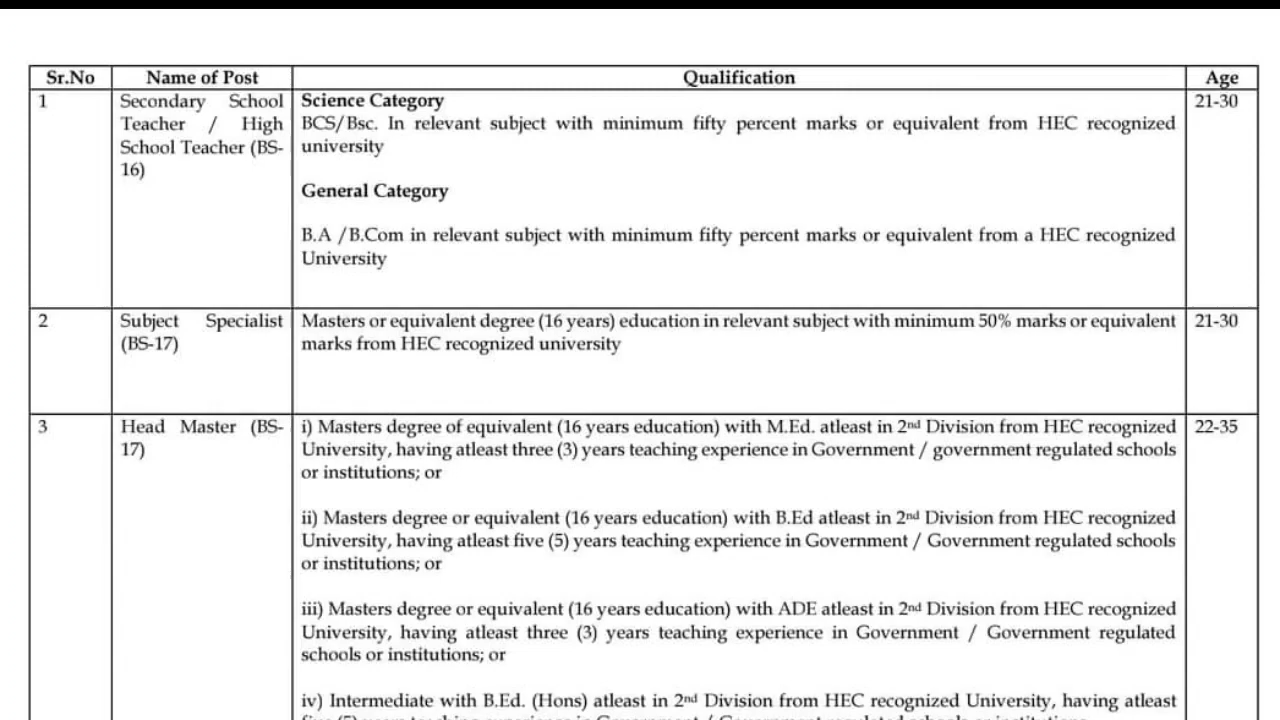 Sr.No Name of Post Qualification Age
1 Secondary School Teacher / High School Teacher (BS-16)
Science Category
BCS/Bsc. In relevant subject with minimum fifty percent marks or equivalent from HEC recognized
university
General Category
B.A /B.Com in relevant subject with minimum fifty percent marks or equivalent from a HEC recognized
University
21-30
2 Subject Specialist (BS-17)
Masters or equivalent degree (16 years) education in relevant subject with minimum 50% marks or equivalent
marks from HEC recognized university
21-30
3 Head Master (BS-17)
i) Masters degree of equivalent (16 years education) with M.Ed. atleast in 2nd Division from HEC recognized
University, having atleast three (3) years teaching experience in Government / government regulated schools
or institutions; or
ii) Masters degree or equivalent (16 years education) with B.Ed atleast in 2nd Division from HEC recognized
University, having atleast five (5) years teaching experience in Government / Government regulated schools
or institutions; or
iii) Masters degree or equivalent (16 years education) with ADE atleast in 2nd Division from HEC recognized
University, having atleast three (3) years teaching experience in Government / Government regulated
schools or institutions; or
iv) Intermediate with B.Ed. (Hons) atleast in 2nd Division from HEC recognized University, having atleast
22-35